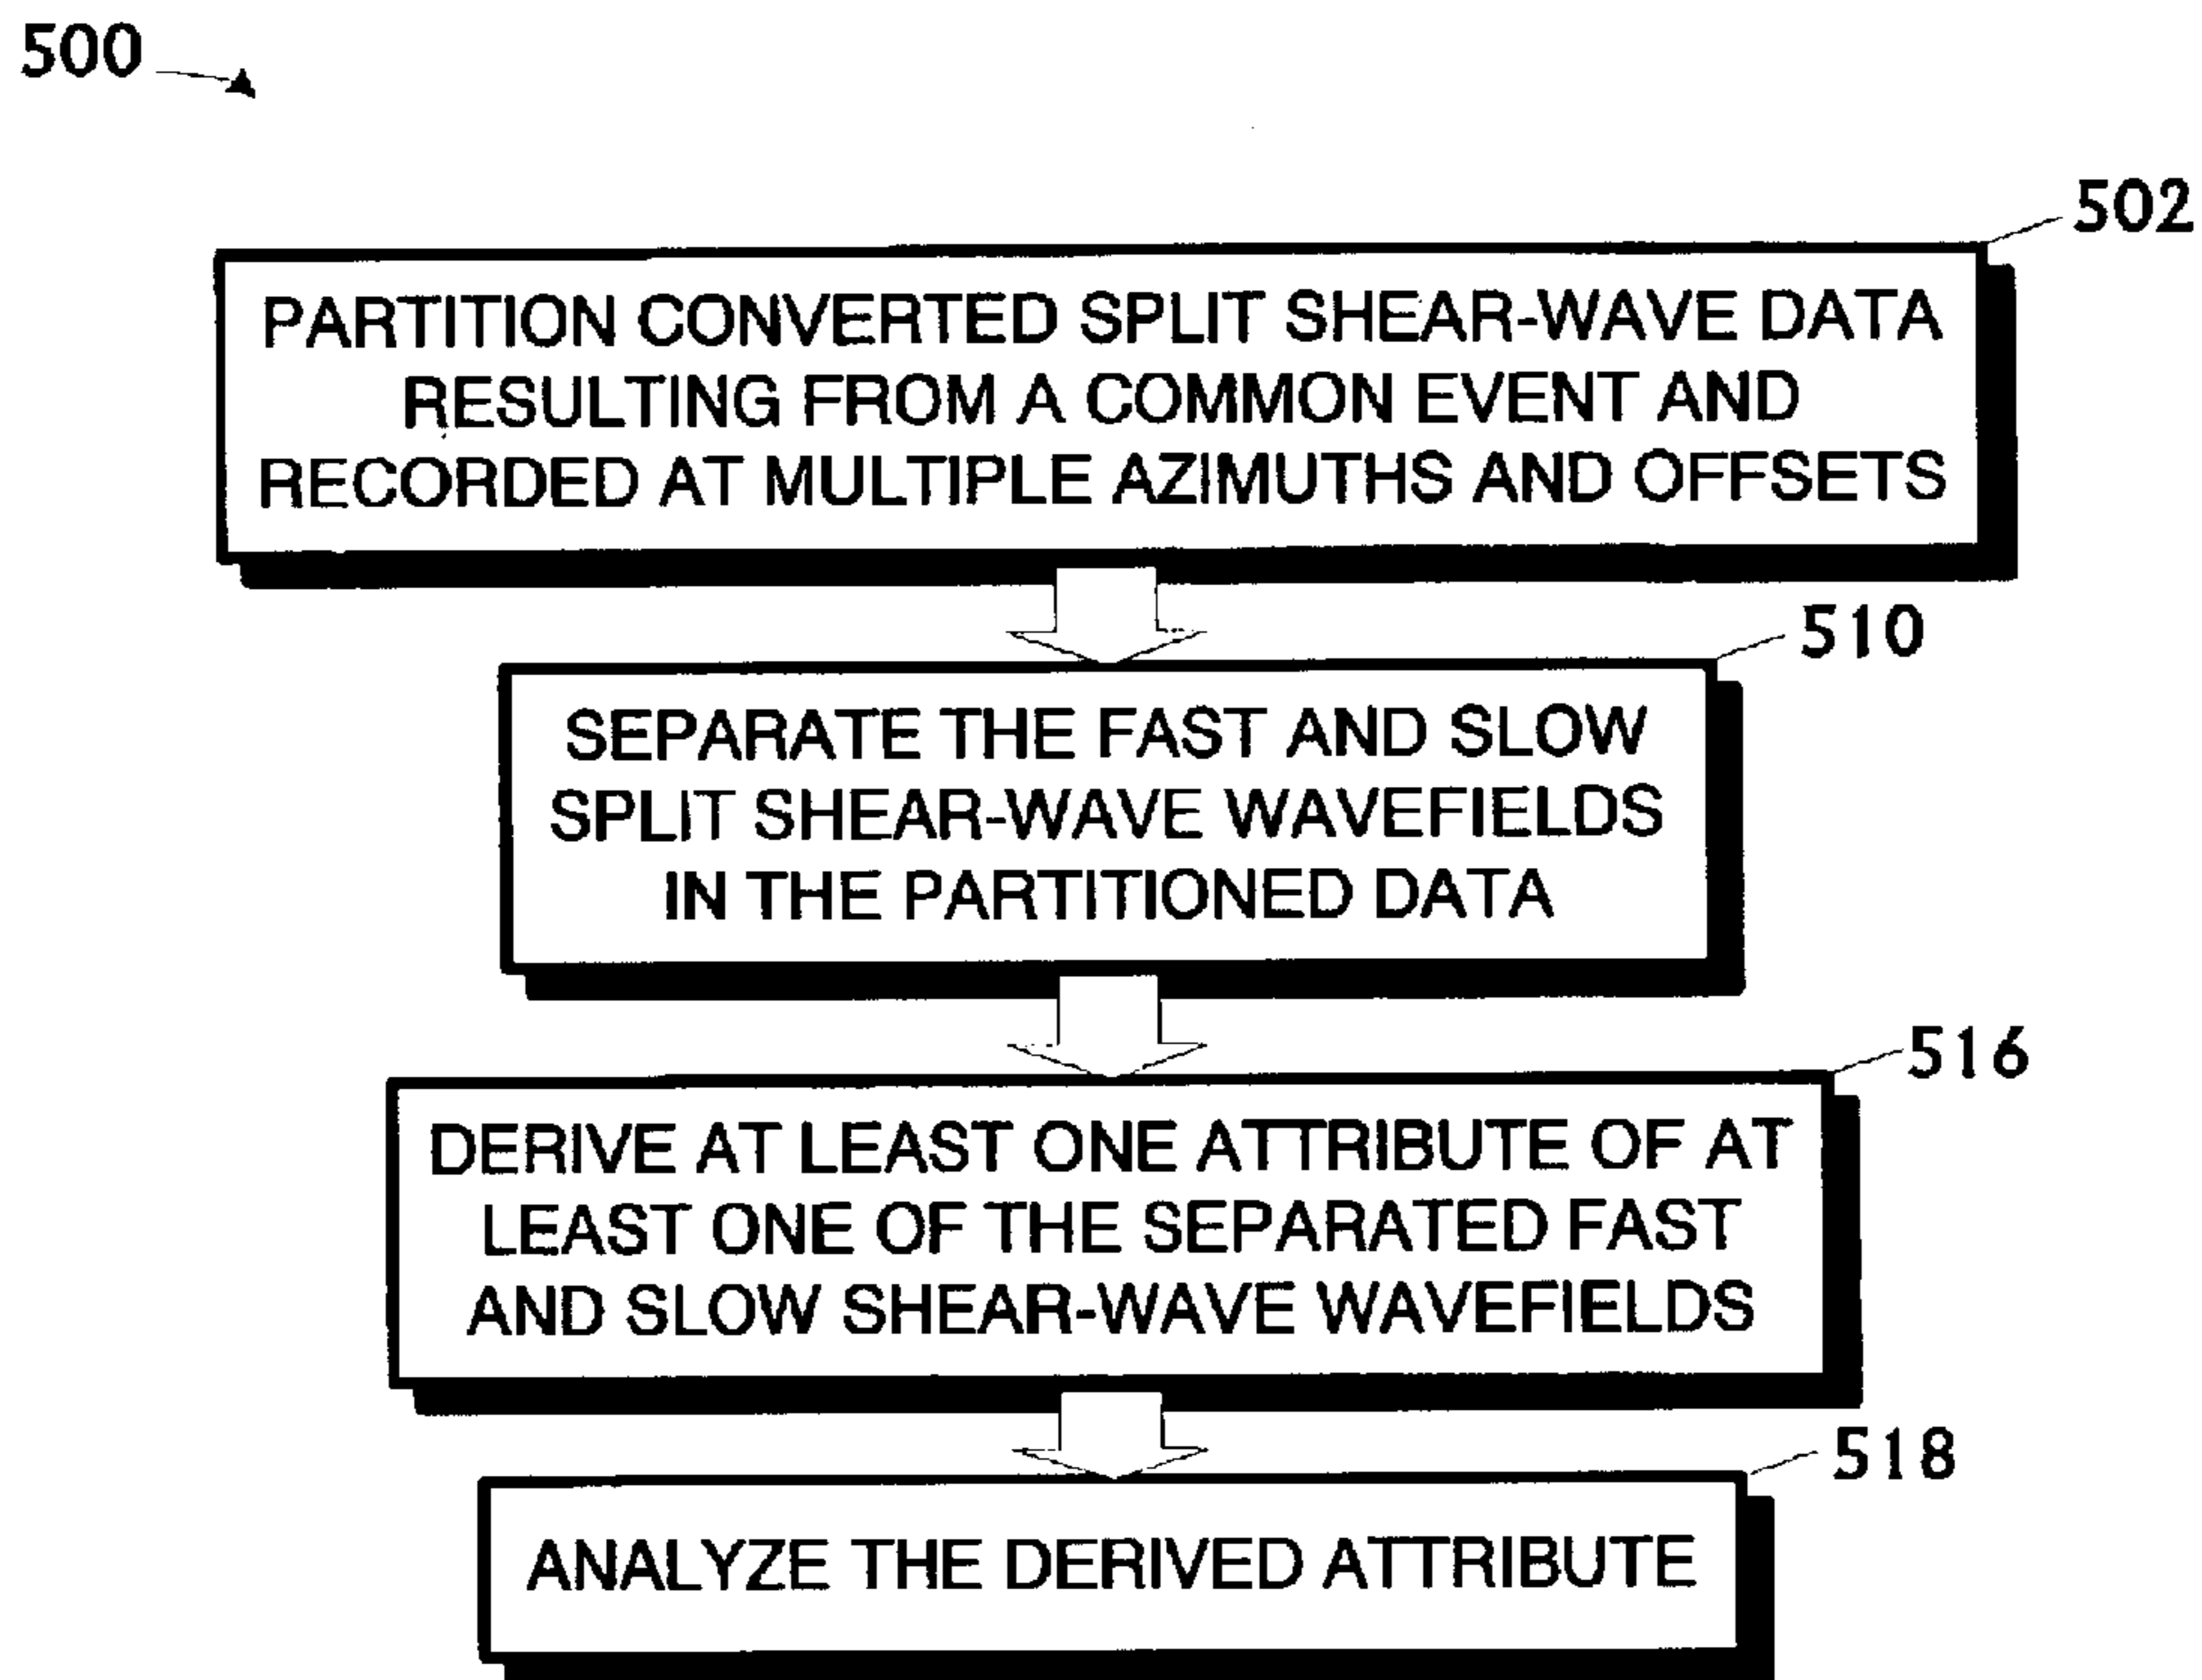 500
502
PARTITION CONVERTED SPLIT SHEAR-WAVE DATA
RESULTING FROM A COMMON EVENT AND
RECORDED AT MULTIPLE AZIMUTHS AND OFFSETS
510
SEPARATE THE FAST AND SLOW
SPLIT SHEAR-WAVE WAVEFIELDS
IN THE PARTITIONED DATA
516
DERIVE AT LEAST ONE ATTRIBUTE OF AT
LEAST ONE OF THE SEPARATED FAST
AND SLOW SHEAR-WAVE WAVEFIELDS
518
ANALYZE THE DERIVED ATTRIBUTE